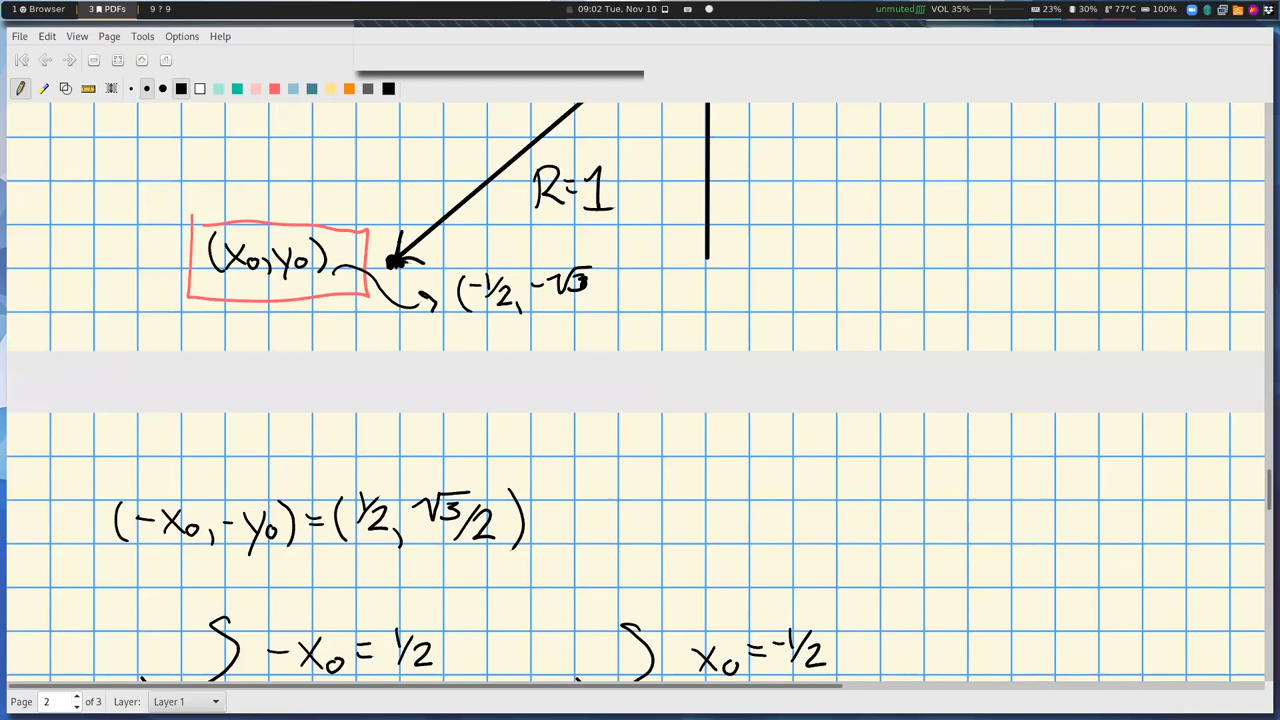 1 Browser 3 PDFs 9 ? 9 09:02 Tue, Nov 10 unmuted VOL 35% 23% 30% 77°C 100%
File Edit View Page Tools Options Help
R=1
(x0,y0)
(-1/2, -√3
(-x0, -y0) = (1/2, √3/2)
-x0 = 1/2 x0 = -1/2
Page 2 of 3 Layer: Layer 1